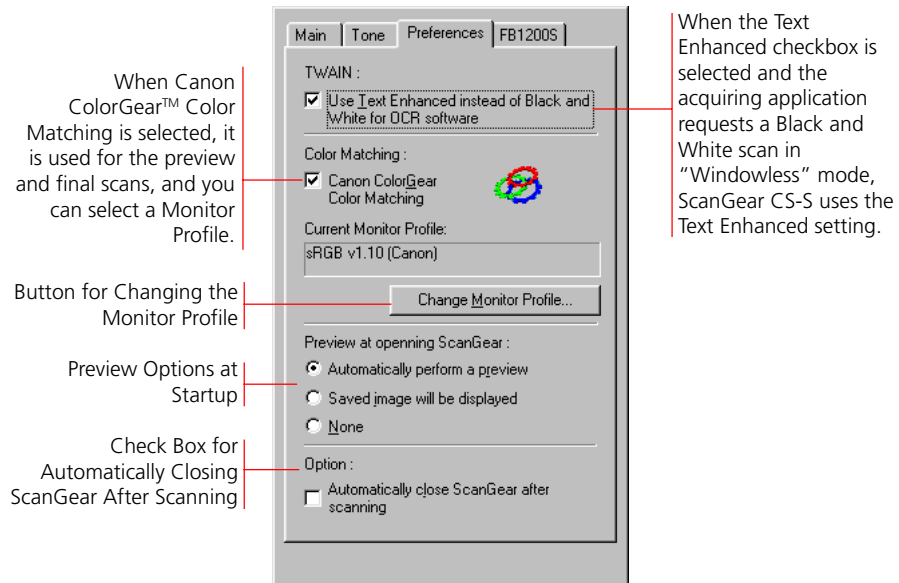 Main
Tone
Preferences
FB1200S
TWAIN :
Use Text Enhanced instead of Black and
White for OCR software
Color Matching :
Canon ColorGear
Color Matching
Current Monitor Profile:
sRGB v1.10 (Canon)
Change Monitor Profile...
Preview at openning ScanGear :
Automatically perform a preview
Saved image will be displayed
None
Option :
Automatically close ScanGear after
scanning
When Canon
ColorGear™ Color
Matching is selected, it
is used for the preview
and final scans, and you
can select a Monitor
Profile.
Button for Changing the
Monitor Profile
Preview Options at
Startup
Check Box for
Automatically Closing
ScanGear After Scanning
When the Text
Enhanced checkbox is
selected and the
acquiring application
requests a Black and
White scan in
“Windowless” mode,
ScanGear CS-S uses the
Text Enhanced setting.